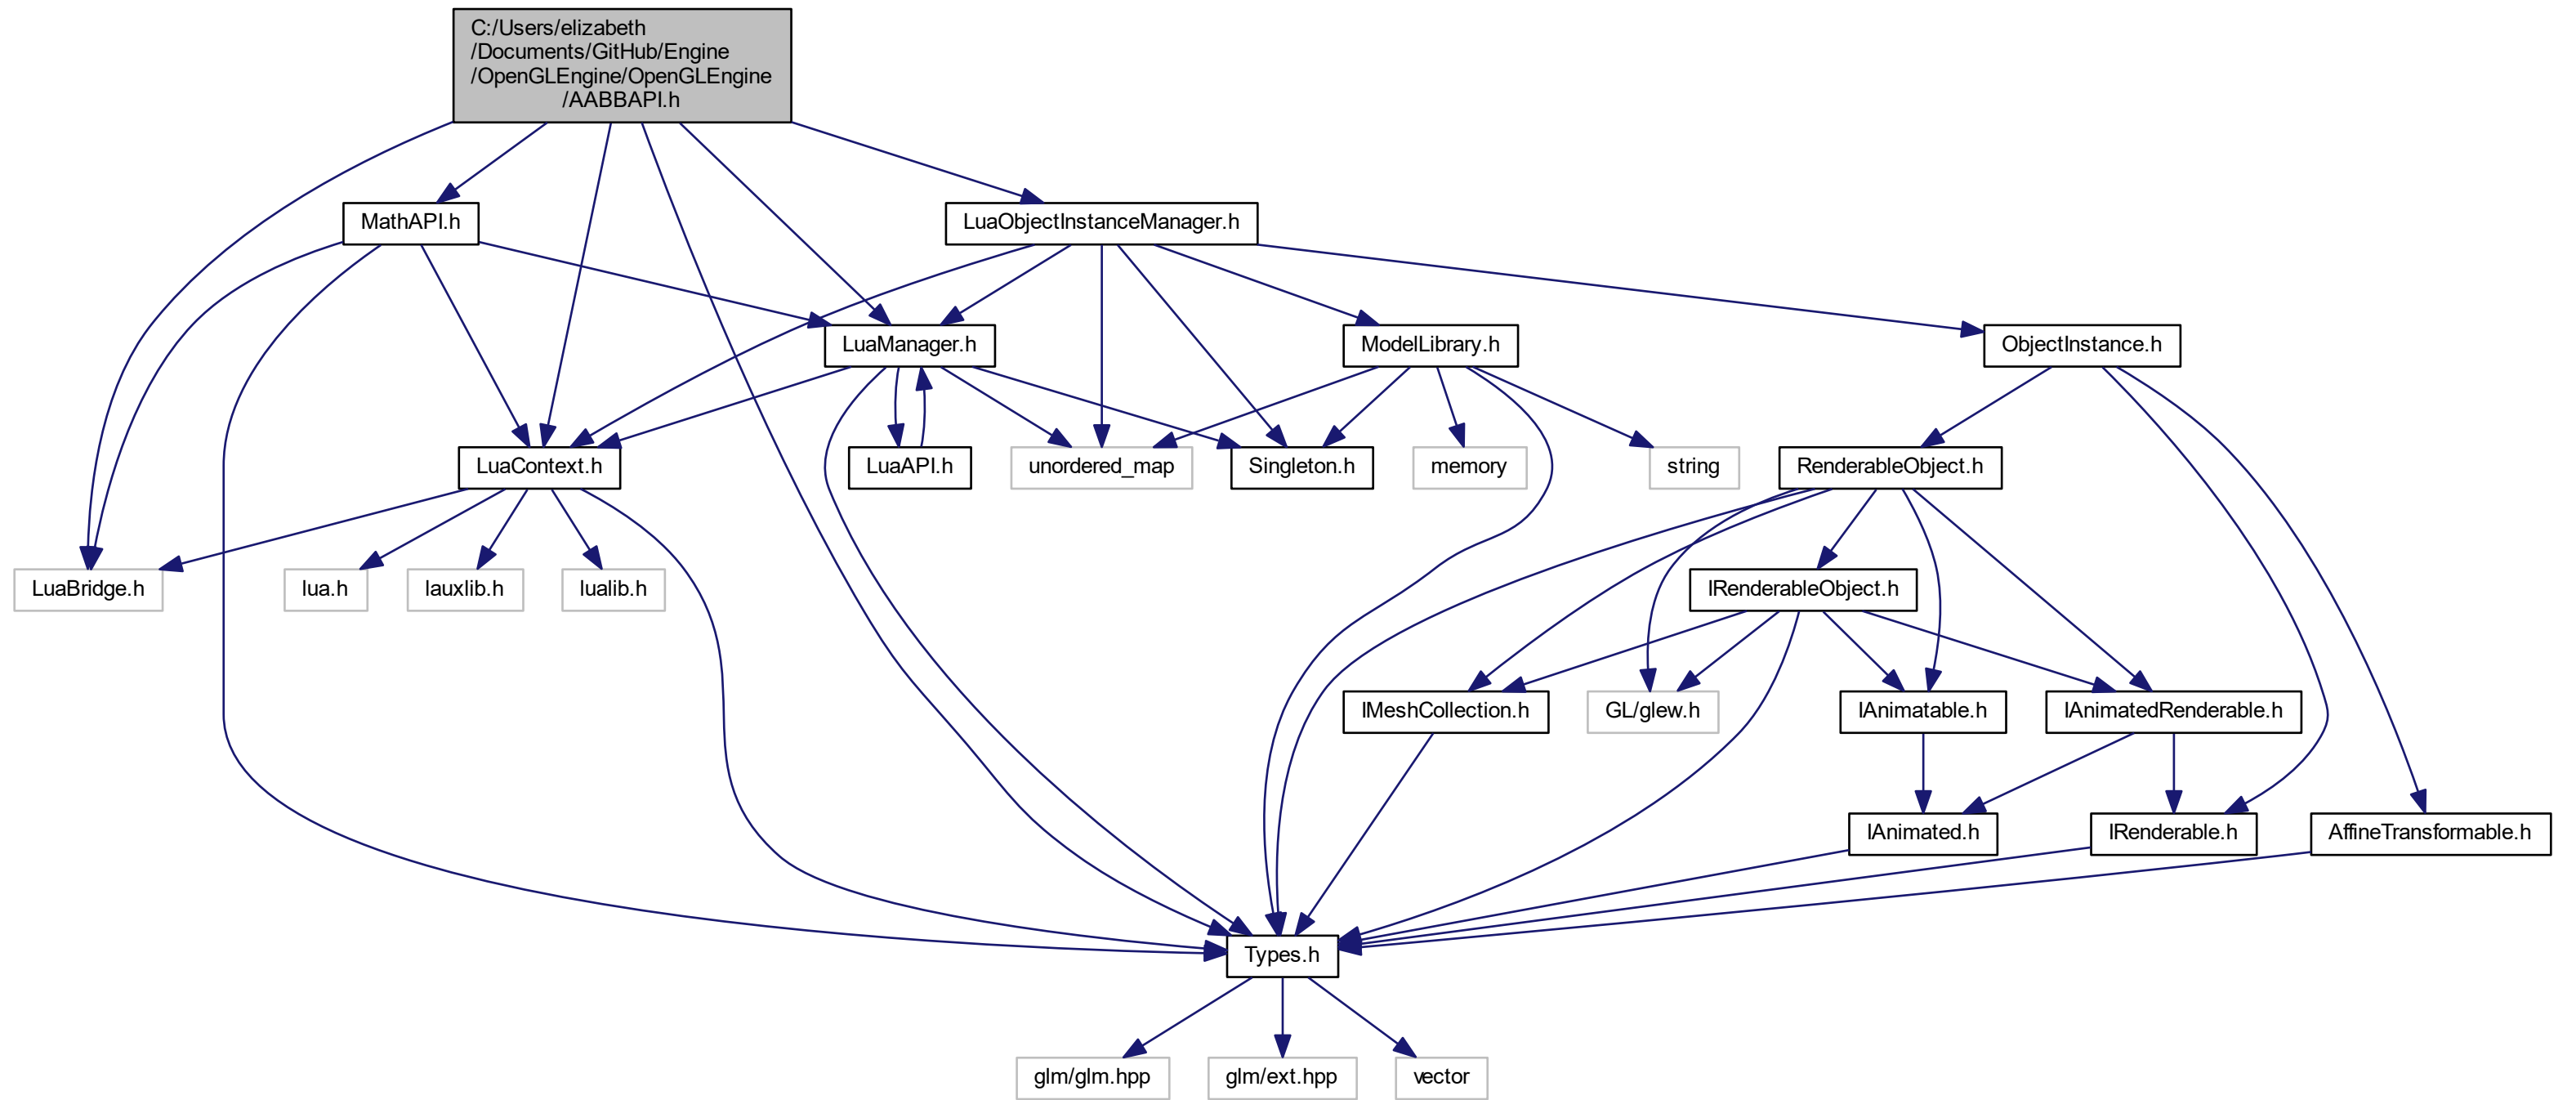 C:/Users/elizabeth
/Documents/GitHub/Engine
/OpenGLEngine/OpenGLEngine
/AABBAPI.h
MathAPI.h
LuaObjectInstanceManager.h
LuaManager.h
ModelLibrary.h
ObjectInstance.h
LuaContext.h
LuaAPI.h
unordered_map
Singleton.h
memory
string
RenderableObject.h
LuaBridge.h
lua.h
lauxlib.h
lualib.h
IRenderableObject.h
IMeshCollection.h
GL/glew.h
IAnimatable.h
IAnimatedRenderable.h
IAnimated.h
IRenderable.h
AffineTransformable.h
Types.h
glm/glm.hpp
glm/ext.hpp
vector